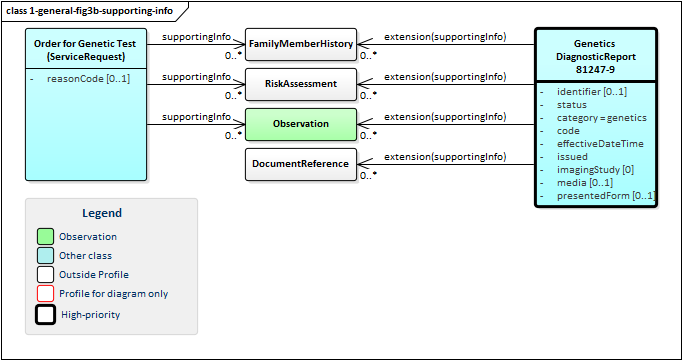 class 1-general-fig3b-supporting-info
Order for Genetic Test
(ServiceRequest)
- reasonCode [0..1]
supportingInfo
0..*
supportingInfo
0..*
supportingInfo
0..*
FamilyMemberHistory
RiskAssessment
Observation
DocumentReference
extension(supportingInfo)
0..*
extension(supportingInfo)
0..*
extension(supportingInfo)
0..*
extension(supportingInfo)
0..*
Genetics
DiagnosticReport
81247-9
- identifier [0..1]
- status
- category = genetics
- code
- effectiveDateTime
- issued
- imagingStudy [0]
- media [0..1]
- presentedForm [0..1]
Legend
Observation
Other class
Outside Profile
Profile for diagram only
High-priority